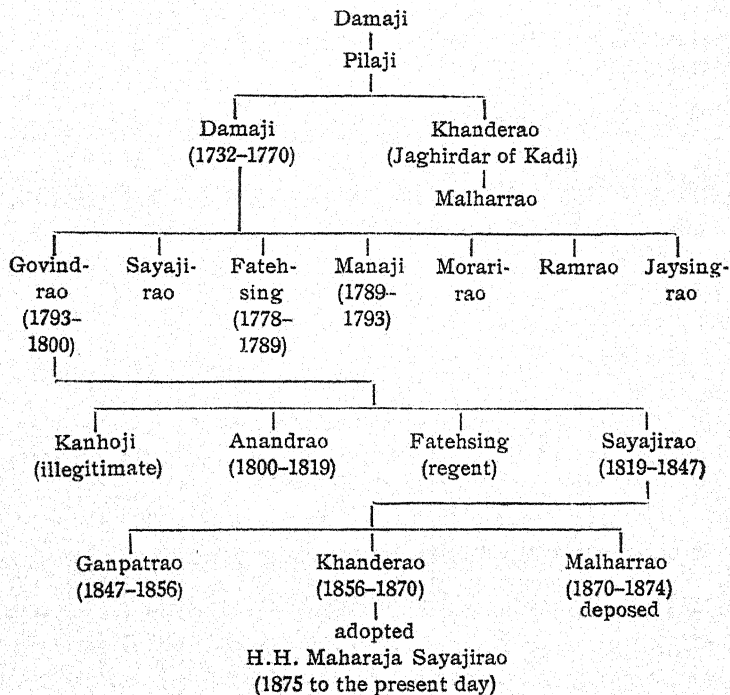 Damaji
Pilaji
Damaji Khanderao
(1732–1770) (Jaghirdar of Kadi)
Malharrao
Govind- Sayaji- Fateh- Manaji Morari- Ramrao Jaysing-
rao rao sing (1789– rao rao
(1793– (1778– 1793)
1800) 1789)
Kanhoji Anandrao Fatehsing Sayajirao
(illegitimate) (1800–1819) (regent) (1819–1847)
Ganpatrao Khanderao Malharrao
(1847–1856) (1856–1870) (1870–1874)
deposed
adopted
H.H. Maharaja Sayajirao
(1875 to the present day)